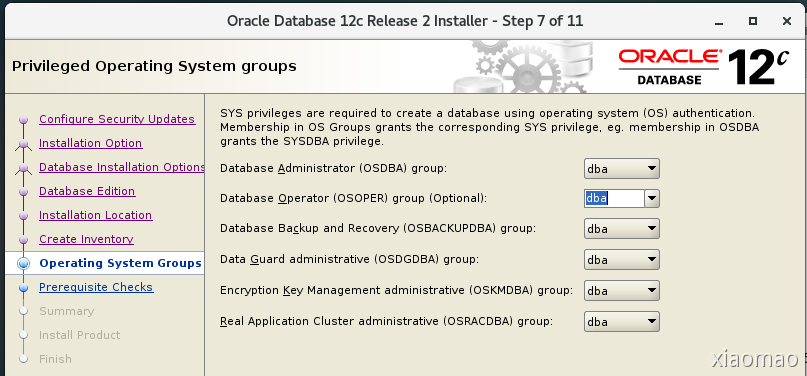 Oracle Database 12c Release 2 Installer - Step 7 of 11
Privileged Operating System groups
ORACLE
DATABASE
12c
Configure Security Updates
Installation Option
Database Installation Options
Database Edition
Installation Location
Create Inventory
Operating System Groups
Prerequisite Checks
Summary
Install Product
Finish
SYS privileges are required to create a database using operating system (OS) authentication.
Membership in OS Groups grants the corresponding SYS privilege, eg. membership in OSDBA
grants the SYSDBA privilege.
Database Administrator (OSDBA) group: dba
Database Operator (OSOPER) group (Optional): dba
Database Backup and Recovery (OSBACKUPDBA) group: dba
Data Guard administrative (OSDGDBA) group: dba
Encryption Key Management administrative (OSKMDBA) group: dba
Real Application Cluster administrative (OSRACDBA) group: dba
xiaomao